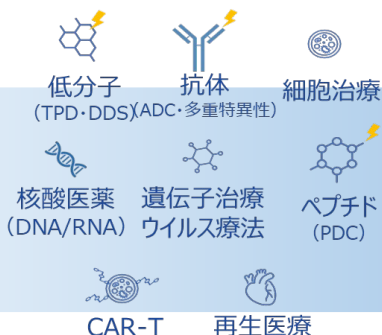 低分子 抗体 細胞治療
(TPD・DDS) (ADC・多重特異性)
核酸医薬 遺伝子治療 ペプチド
(DNA/RNA) ウイルス療法 (PDC)
CAR-T 再生医療